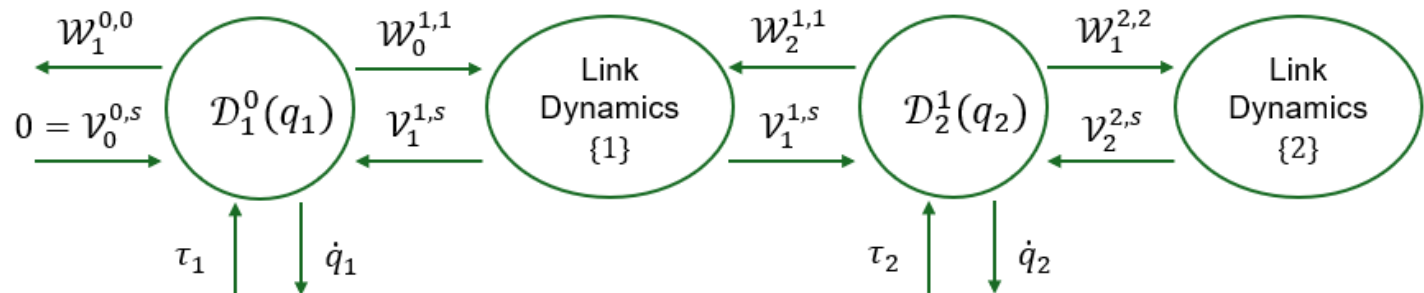 𝒲₁^{0,0}
𝒲₀^{1,1}
𝒲₂^{1,1}
𝒲₁^{2,2}
0 = 𝒱₀^{0,s}
𝒟₁⁰(q₁)
𝒱₁^{1,s}
Link
Dynamics
{1}
𝒱₁^{1,s}
𝒟₂¹(q₂)
𝒱₂^{2,s}
Link
Dynamics
{2}
τ₁
q̇₁
τ₂
q̇₂